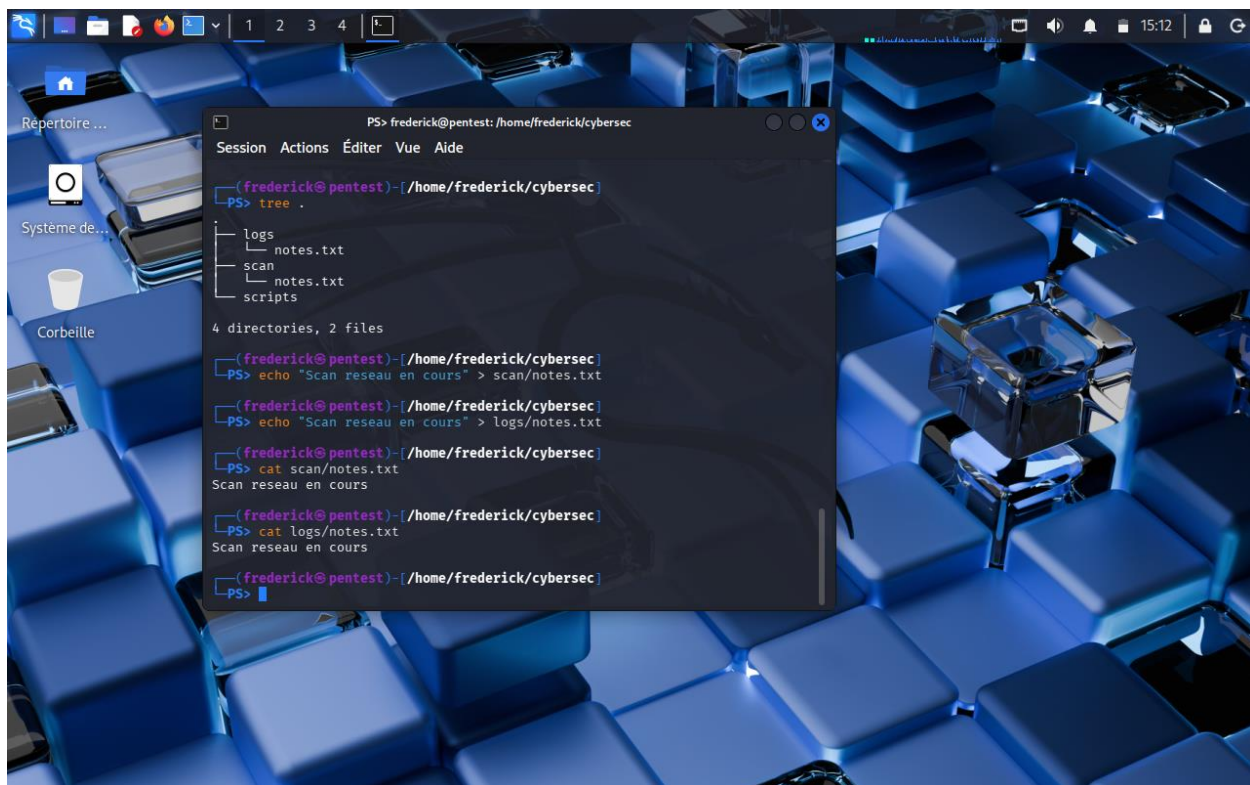 1 2 3 4 15:12
Répertoire ...
Système de...
Corbeille
PS> frederick@pentest: /home/frederick/cybersec
Session Actions Éditer Vue Aide
┌──(frederick㉿pentest)-[/home/frederick/cybersec]
└─PS> tree .
.
├── logs
│   └── notes.txt
├── scan
│   └── notes.txt
└── scripts
4 directories, 2 files
┌──(frederick㉿pentest)-[/home/frederick/cybersec]
└─PS> echo "Scan reseau en cours" > scan/notes.txt
┌──(frederick㉿pentest)-[/home/frederick/cybersec]
└─PS> echo "Scan reseau en cours" > logs/notes.txt
┌──(frederick㉿pentest)-[/home/frederick/cybersec]
└─PS> cat scan/notes.txt
Scan reseau en cours
┌──(frederick㉿pentest)-[/home/frederick/cybersec]
└─PS> cat logs/notes.txt
Scan reseau en cours
┌──(frederick㉿pentest)-[/home/frederick/cybersec]
└─PS>